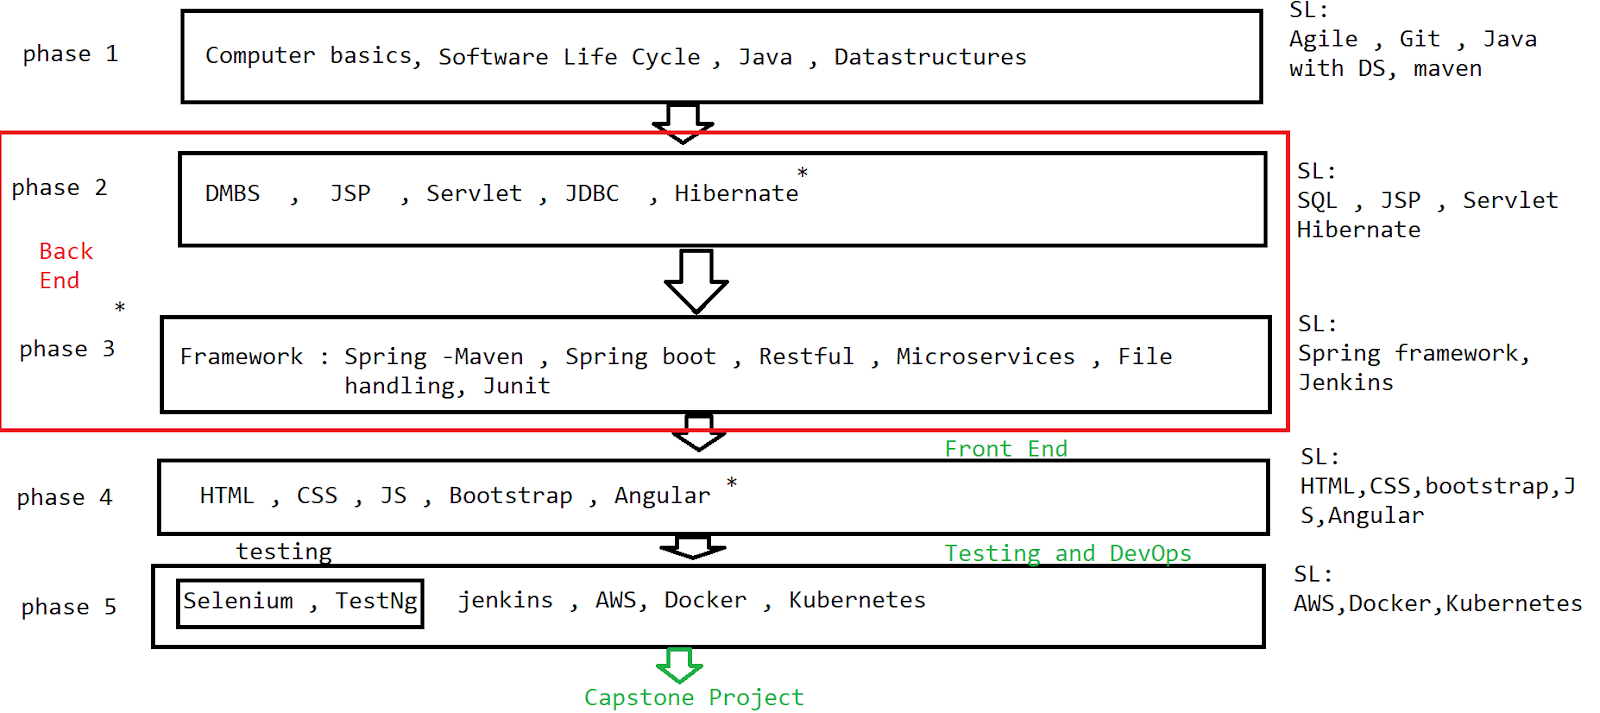 SL:
phase 1
Computer basics, Software Life Cycle , Java , Datastructures
Agile , Git , Java
with DS, maven
phase 2
DMBS , JSP , Servlet , JDBC , Hibernate*
SL:
SQL , JSP , Servlet
Hibernate
Back
End
*
phase 3
Framework : Spring -Maven , Spring boot , Restful , Microservices , File
handling, Junit
SL:
Spring framework,
Jenkins
Front End
phase 4
HTML , CSS , JS , Bootstrap , Angular *
SL:
HTML,CSS,bootstrap,J
S,Angular
testing
Testing and DevOps
phase 5
Selenium , TestNg
jenkins , AWS, Docker , Kubernetes
SL:
AWS,Docker,Kubernetes
Capstone Project